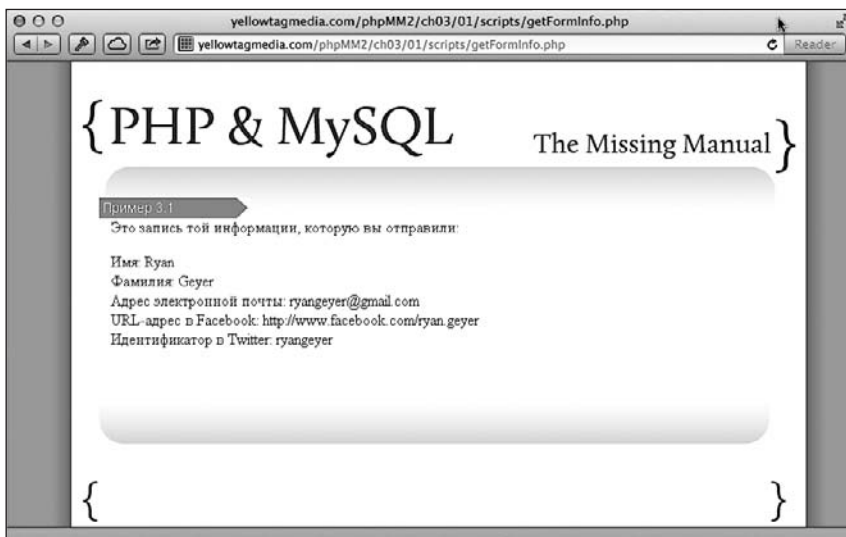 yellowtagmedia.com/phpMM2/ch03/01/scripts/getFormInfo.php
yellowtagmedia.com/phpMM2/ch03/01/scripts/getFormInfo.php
Reader
{PHP & MySQL
The Missing Manual}
Пример 3.1
Это запись той информации, которую вы отправили:
Имя: Ryan
Фамилия: Geyer
Адрес электронной почты: ryangeyer@gmail.com
URL-адрес в Facebook: http://www.facebook.com/ryan.geyer
Идентификатор в Twitter: ryangeyer
{ }